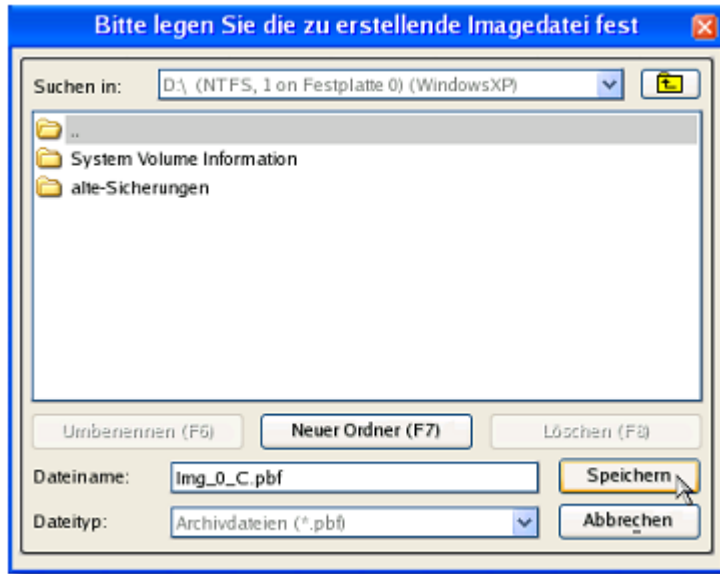 Bitte legen Sie die zu erstellende Imagedatei fest
Suchen in: D:\ (NTFS, 1 on Festplatte 0) (WindowsXP)
..
System Volume Information
alte-Sicherungen
Umbenennen (F6) Neuer Ordner (F7) Löschen (F8)
Dateiname: Img_0_C.pbf Speichern
Dateityp: Archivdateien (*.pbf) Abbrechen